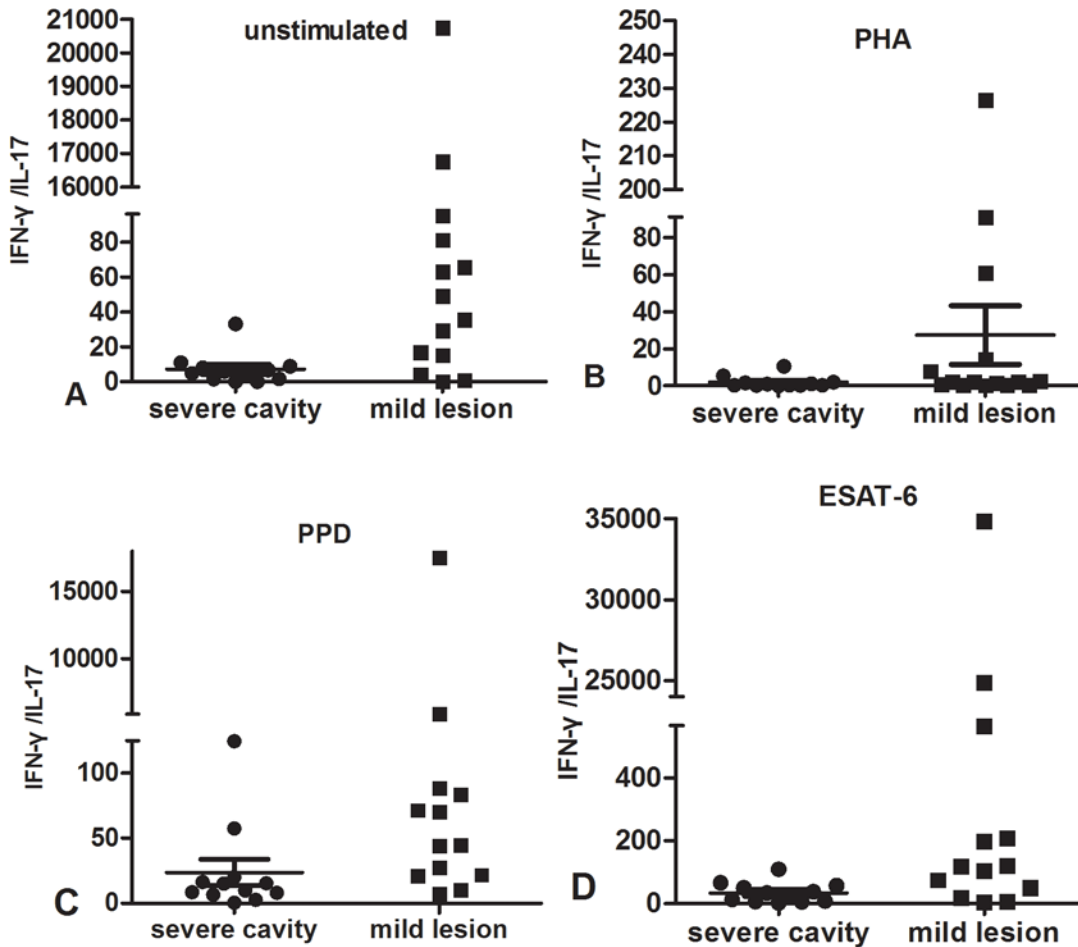 unstimulated
IFN-γ /IL-17
21000
20000
19000
18000
17000
16000
80
60
40
20
0
A
severe cavity mild lesion
PHA
IFN-γ /IL-17
250
240
230
220
210
200
80
60
40
20
0
B
severe cavity mild lesion
PPD
IFN-γ /IL-17
15000
10000
100
50
0
C
severe cavity mild lesion
ESAT-6
IFN-γ /IL-17
35000
30000
25000
400
200
0
D
severe cavity mild lesion